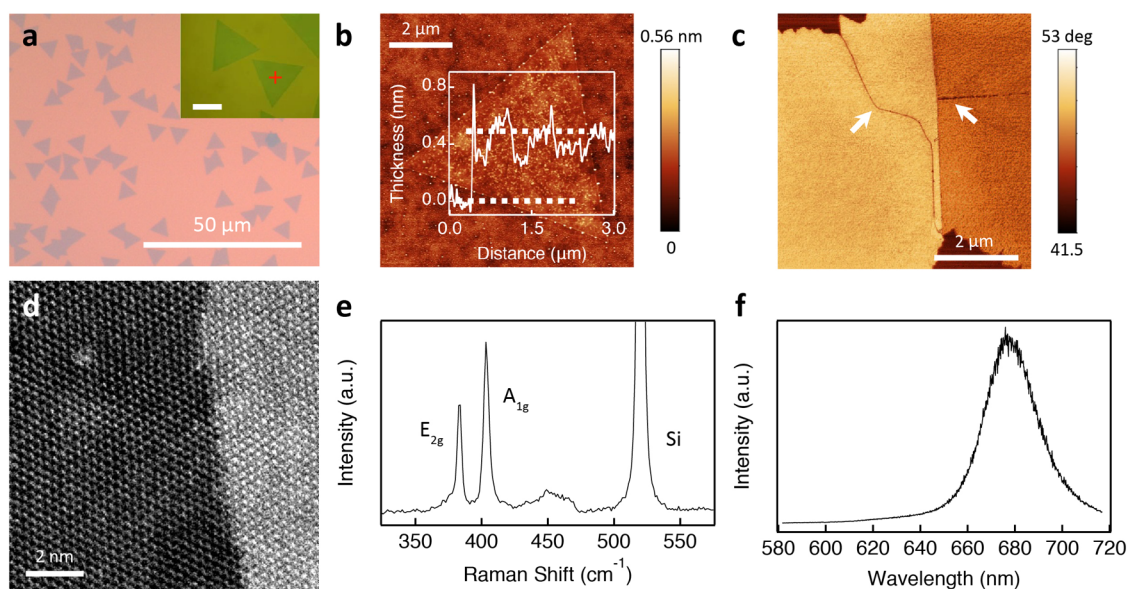 a
50 μm
b
2 μm
0.56 nm
0
Thickness (nm)
0.8
0.4
0.0
0.0
1.5
3.0
Distance (μm)
c
53 deg
41.5
2 μm
d
2 nm
e
Intensity (a.u.)
E2g
A1g
Si
350
400
450
500
550
Raman Shift (cm-1)
f
Intensity (a.u.)
580
600
620
640
660
680
700
720
Wavelength (nm)